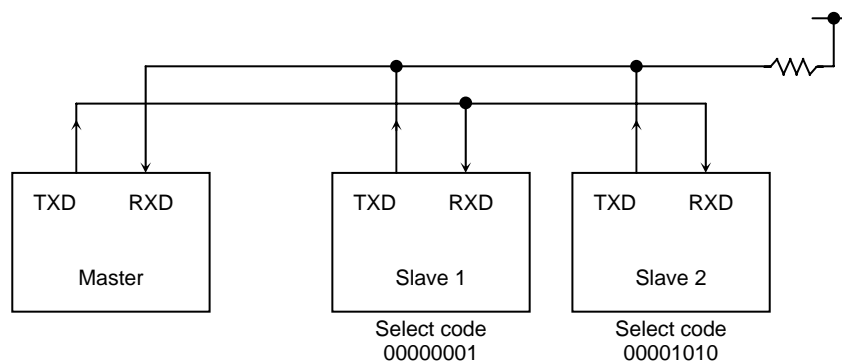 TXD RXD TXD RXD TXD RXD
Master Slave 1 Slave 2
Select code Select code
00000001 00001010